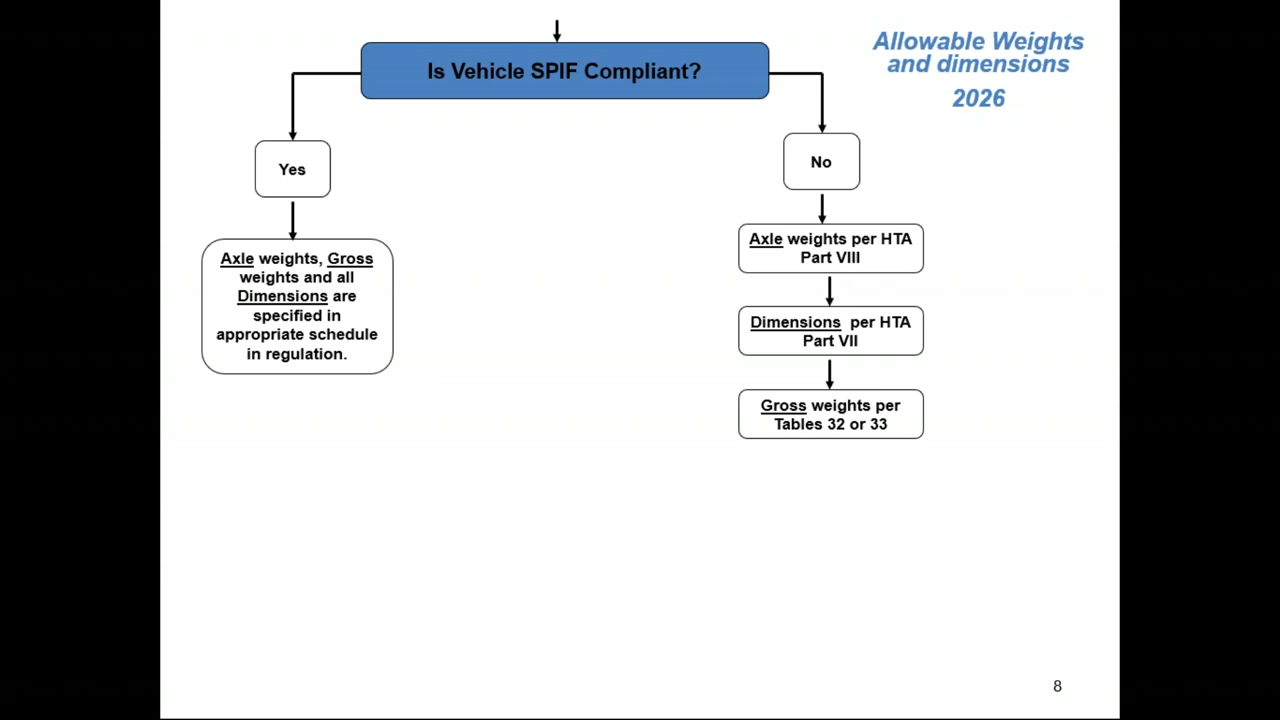 Allowable Weights
and dimensions
2026
Is Vehicle SPIF Compliant?
Yes
No
Axle weights, Gross
weights and all
Dimensions are
specified in
appropriate schedule
in regulation.
Axle weights per HTA
Part VIII
Dimensions per HTA
Part VII
Gross weights per
Tables 32 or 33
8